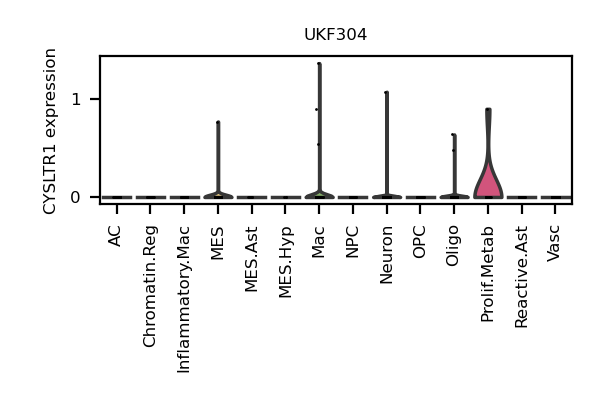 UKF304
CYSLTR1 expression
1
0
AC
Chromatin.Reg
Inflammatory.Mac
MES
MES.Ast
MES.Hyp
Mac
NPC
Neuron
OPC
Oligo
Prolif.Metab
Reactive.Ast
Vasc